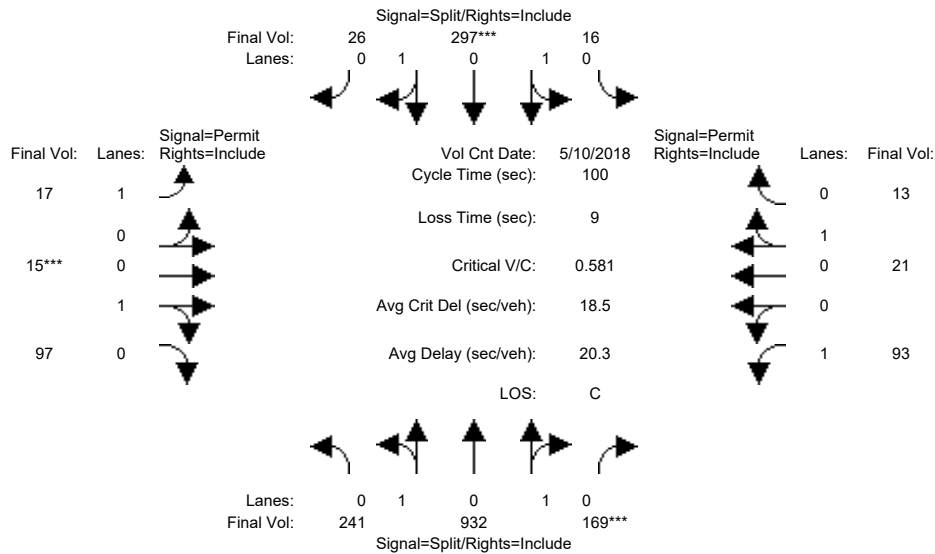 Signal=Split/Rights=Include
Final Vol: 26 297*** 16
Lanes: 0 1 0 1 0
Signal=Permit Signal=Permit
Final Vol: Lanes: Rights=Include Vol Cnt Date: 5/10/2018 Rights=Include Lanes: Final Vol:
Cycle Time (sec): 100
17 1 0 13
Loss Time (sec): 9
0 1
15*** 0 Critical V/C: 0.581 0 21
1 Avg Crit Del (sec/veh): 18.5 0
97 0 Avg Delay (sec/veh): 20.3 1 93
LOS: C
Lanes: 0 1 0 1 0
Final Vol: 241 932 169***
Signal=Split/Rights=Include